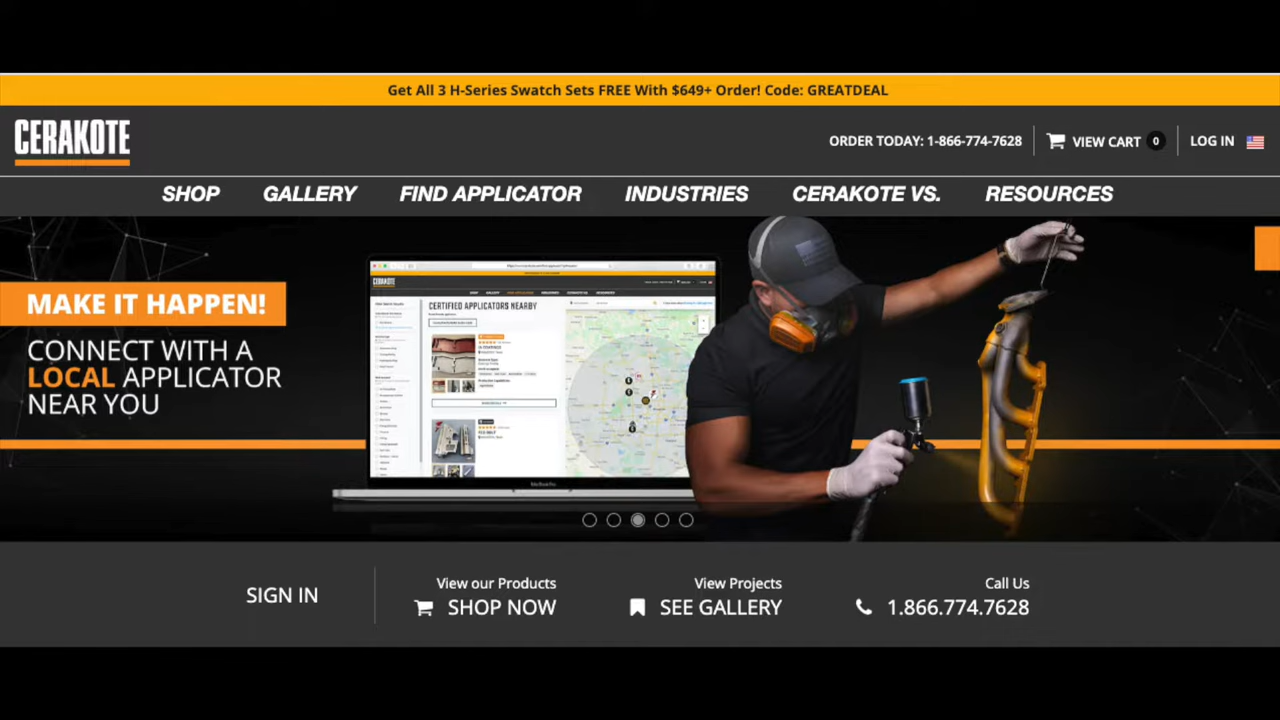 Get All 3 H-Series Swatch Sets FREE With $649+ Order! Code: GREATDEAL
CERAKOTE
ORDER TODAY: 1-866-774-7628
VIEW CART 0
LOG IN
SHOP GALLERY FIND APPLICATOR INDUSTRIES CERAKOTE VS. RESOURCES
MAKE IT HAPPEN!
CONNECT WITH A
LOCAL APPLICATOR
NEAR YOU
CERAKOTE
CERTIFIED APPLICATORS NEARBY
SIGN IN
View our Products
SHOP NOW
View Projects
SEE GALLERY
Call Us
1.866.774.7628